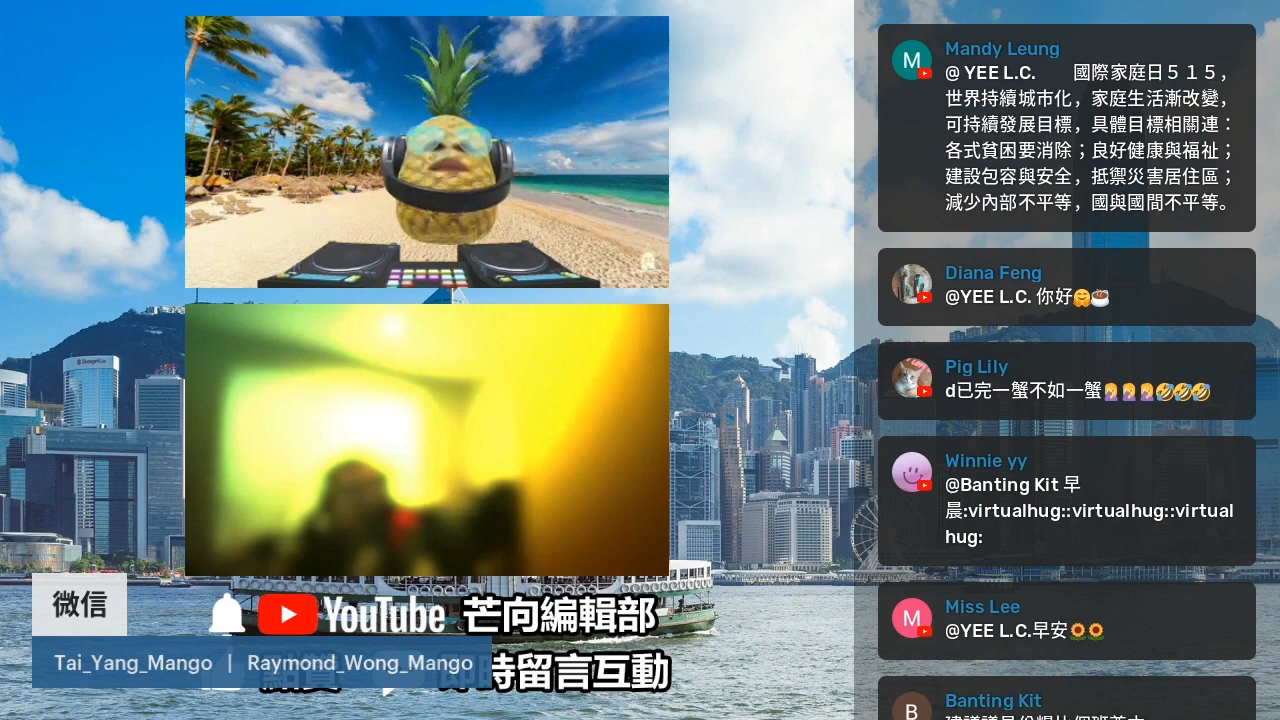 Mandy Leung
@ YEE L.C. 國際家庭日５１５，
世界持續城市化，家庭生活漸改變，
可持續發展目標，具體目標相關連：
各式貧困要消除；良好健康與福祉；
建設包容與安全，抵禦災害居住區；
減少內部不平等，國與國間不平等。
Diana Feng
@YEE L.C. 你好🤗☕
Pig Lily
d已完一蟹不如一蟹🤦‍♀️🤦‍♀️🤦‍♀️🤣🤣🤣
Winnie yy
@Banting Kit 早
晨:virtualhug::virtualhug::virtual
hug:
M
Miss Lee
@YEE L.C.早安🌻🌻
B
Banting Kit
M
微信
YouTube 芒向編輯部
Tai_Yang_Mango | Raymond_Wong_Mango
即時留言互動